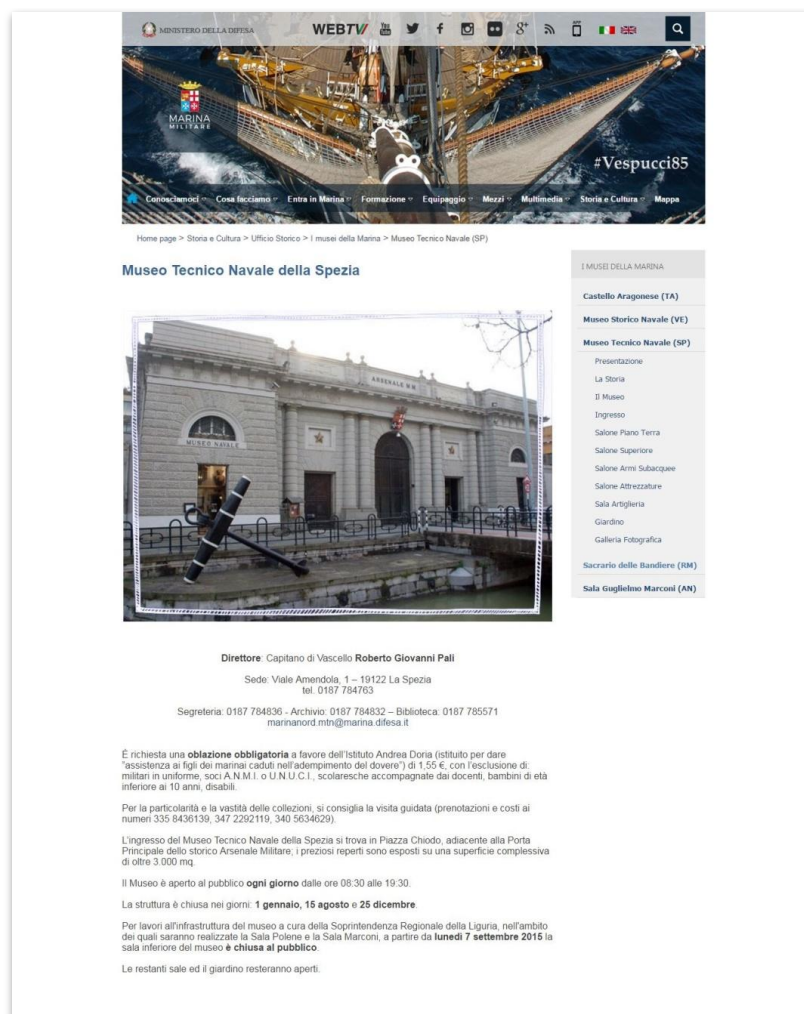 MINISTERO DELLA DIFESA
WEBTV
You Tube
APP
MARINA
MILITARE
#Vespucci85
Conosciamoci Cosa facciamo Entra in Marina Formazione Equipaggio Mezzi Multimedia Storia e Cultura Mappa
Home page > Storia e Cultura > Ufficio Storico > I musei della Marina > Museo Tecnico Navale (SP)
Museo Tecnico Navale della Spezia
ARSENALE M.M.
MUSEO NAVALE
Direttore: Capitano di Vascello Roberto Giovanni Pali
Sede: Viale Amendola, 1 – 19122 La Spezia
tel. 0187 784763
Segreteria: 0187 784836 - Archivio: 0187 784832 – Biblioteca: 0187 785571
marinanord.mtn@marina.difesa.it
È richiesta una oblazione obbligatoria a favore dell'Istituto Andrea Doria (istituito per dare
"assistenza ai figli dei marinai caduti nell'adempimento del dovere") di 1,55 €, con l'esclusione di:
militari in uniforme, soci A.N.M.I. o U.N.U.C.I., scolaresche accompagnate dai docenti, bambini di età
inferiore ai 10 anni, disabili.
Per la particolarità e la vastità delle collezioni, si consiglia la visita guidata (prenotazioni e costi ai
numeri 335 8436139, 347 2292119, 340 5634629).
L'ingresso del Museo Tecnico Navale della Spezia si trova in Piazza Chiodo, adiacente alla Porta
Principale dello storico Arsenale Militare; i preziosi reperti sono esposti su una superficie complessiva
di oltre 3.000 mq.
Il Museo è aperto al pubblico ogni giorno dalle ore 08:30 alle 19:30.
La struttura è chiusa nei giorni: 1 gennaio, 15 agosto e 25 dicembre.
Per lavori all'infrastruttura del museo a cura della Soprintendenza Regionale della Liguria, nell'ambito
dei quali saranno realizzate la Sala Polene e la Sala Marconi, a partire da lunedì 7 settembre 2015 la
sala inferiore del museo è chiusa al pubblico.
Le restanti sale ed il giardino resteranno aperti.
I MUSEI DELLA MARINA
Castello Aragonese (TA)
Museo Storico Navale (VE)
Museo Tecnico Navale (SP)
Presentazione
La Storia
Il Museo
Ingresso
Salone Piano Terra
Salone Superiore
Salone Armi Subacquee
Salone Attrezzature
Sala Artiglieria
Giardino
Galleria Fotografica
Sacrario delle Bandiere (RM)
Sala Guglielmo Marconi (AN)